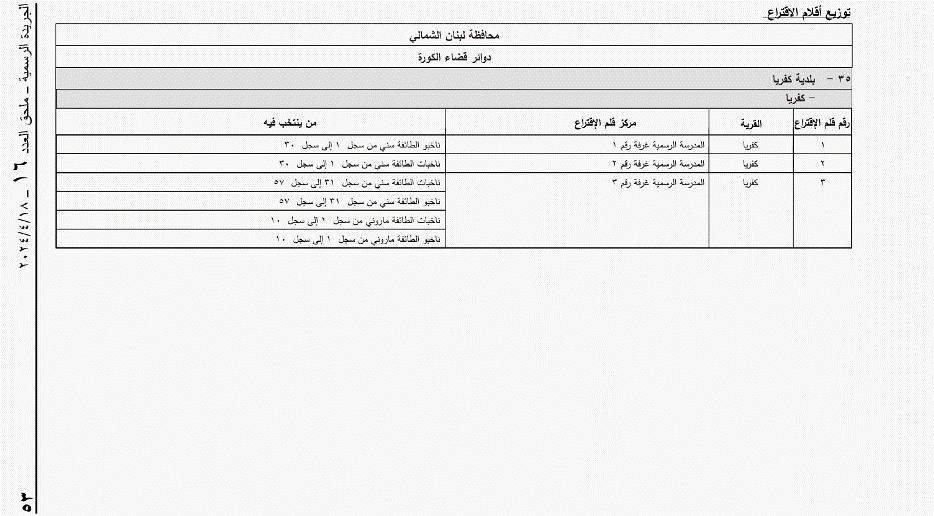 توزيع أقلام الاقتراع
محافظة لبنان الشمالي
دوائر قضاء الكورة
٣٥ - بلدية كفريا
- كفريا
رقم قلم الإقتراع القرية مركز قلم الإقتراع من ينتخب فيه
١ كفريا المدرسة الرسمية غرفة رقم ١ ناخبو الطائفة سني من سجل ١ إلى سجل ٣٠
٢ كفريا المدرسة الرسمية غرفة رقم ٢ ناخبات الطائفة سني من سجل ١ إلى سجل ٣٠
٣ كفريا المدرسة الرسمية غرفة رقم ٣ ناخبات الطائفة سني من سجل ٣١ إلى سجل ٥٧
ناخبو الطائفة سني من سجل ٣١ إلى سجل ٥٧
ناخبات الطائفة ماروني من سجل ١ إلى سجل ١٠
ناخبو الطائفة ماروني من سجل ١ إلى سجل ١٠
الجريدة الرسمية - ملحق العدد ١٦ - ٢٠٢٤/٤/١٨
٥٣